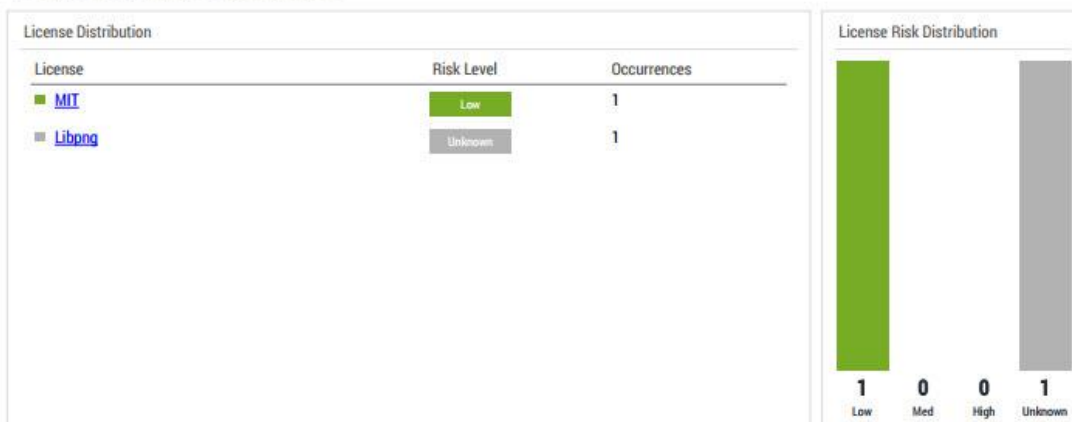 License Distribution
License Risk Distribution
License Risk Level Occurrences
MIT Low 1
Libpng Unknown 1
1 0 0 1
Low Med High Unknown